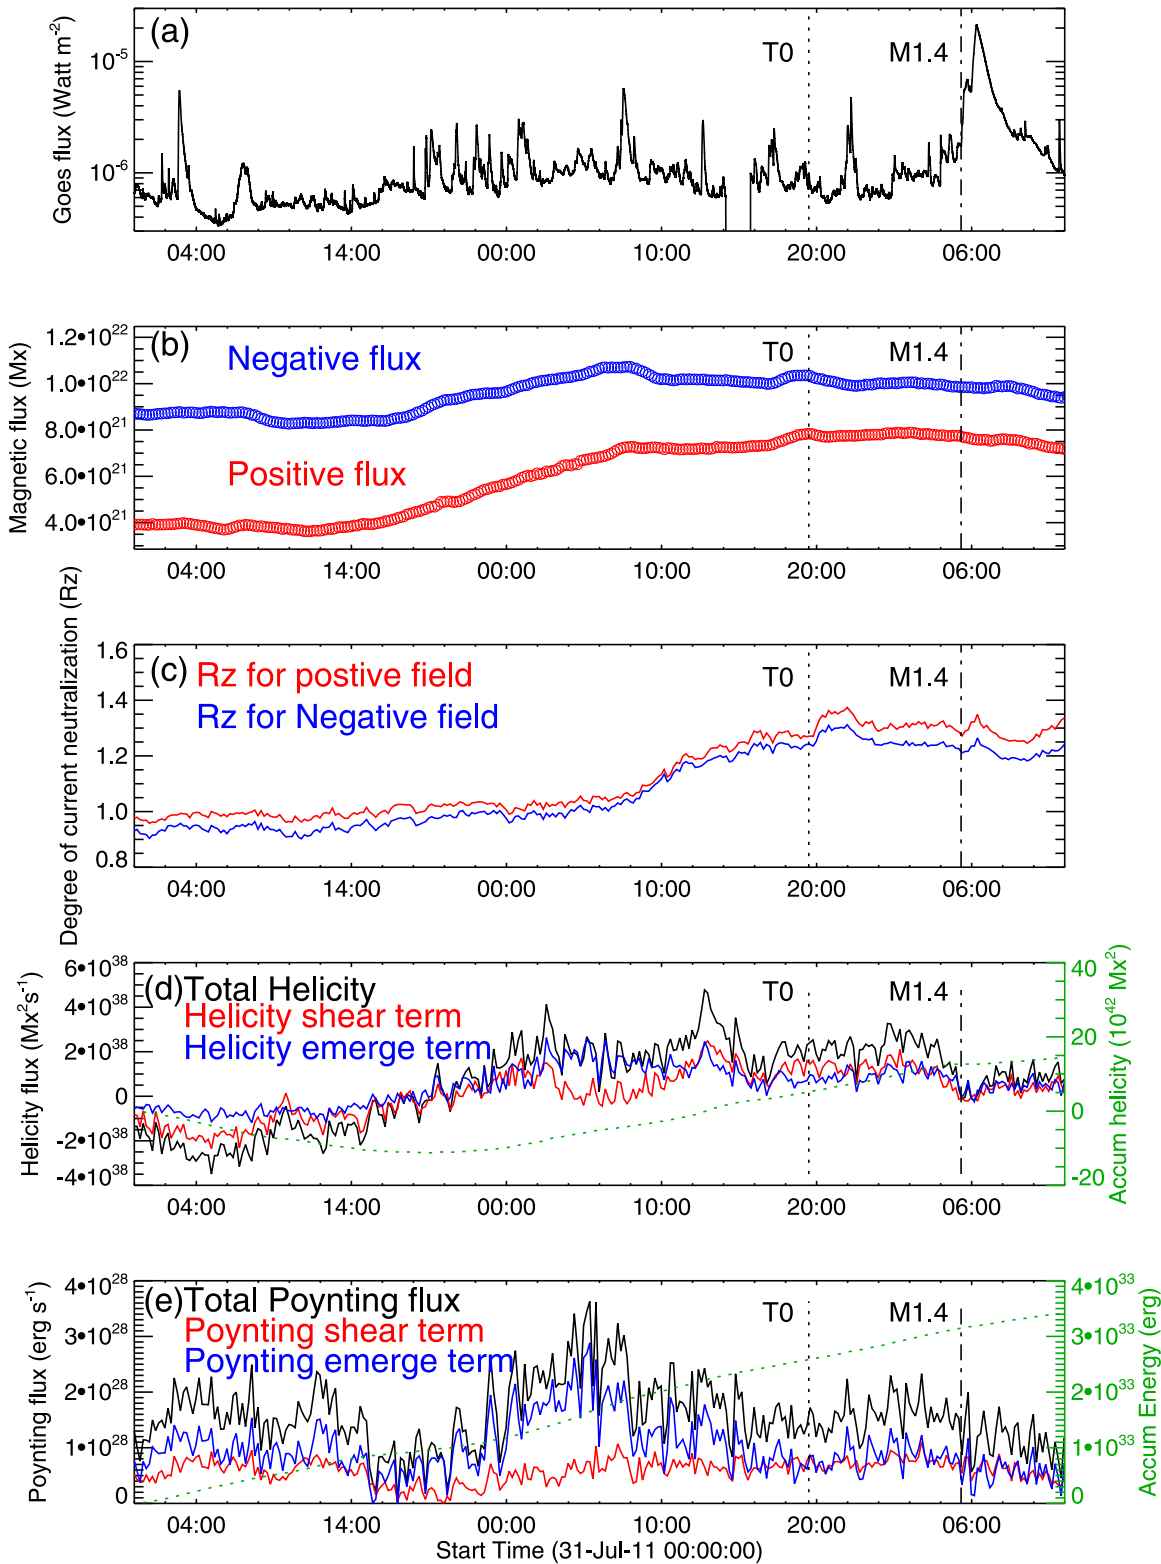 (a)
T0
M1.4
Goes flux (Watt m-2)
10-5
10-6
04:00 14:00 00:00 10:00 20:00 06:00
(b)
Negative flux
Positive flux
T0
M1.4
Magnetic flux (Mx)
1.2•10^22
1.0•10^22
8.0•10^21
6.0•10^21
4.0•10^21
04:00 14:00 00:00 10:00 20:00 06:00
(c)
Rz for postive field
Rz for Negative field
T0
M1.4
Degree of current neutralization (Rz)
1.6
1.4
1.2
1.0
0.8
04:00 14:00 00:00 10:00 20:00 06:00
(d)Total Helicity
Helicity shear term
Helicity emerge term
T0
M1.4
Helicity flux (Mx²s-1)
6•10^38
4•10^38
2•10^38
0
-2•10^38
-4•10^38
40
20
0
-20
Accum helicity (10^42 Mx²)
04:00 14:00 00:00 10:00 20:00 06:00
(e)Total Poynting flux
Poynting shear term
Poynting emerge term
T0
M1.4
Poynting flux (erg s-1)
4•10^28
3•10^28
2•10^28
1•10^28
0
4•10^33
3•10^33
2•10^33
1•10^33
0
Accum Energy (erg)
04:00 14:00 00:00 10:00 20:00 06:00
Start Time (31-Jul-11 00:00:00)